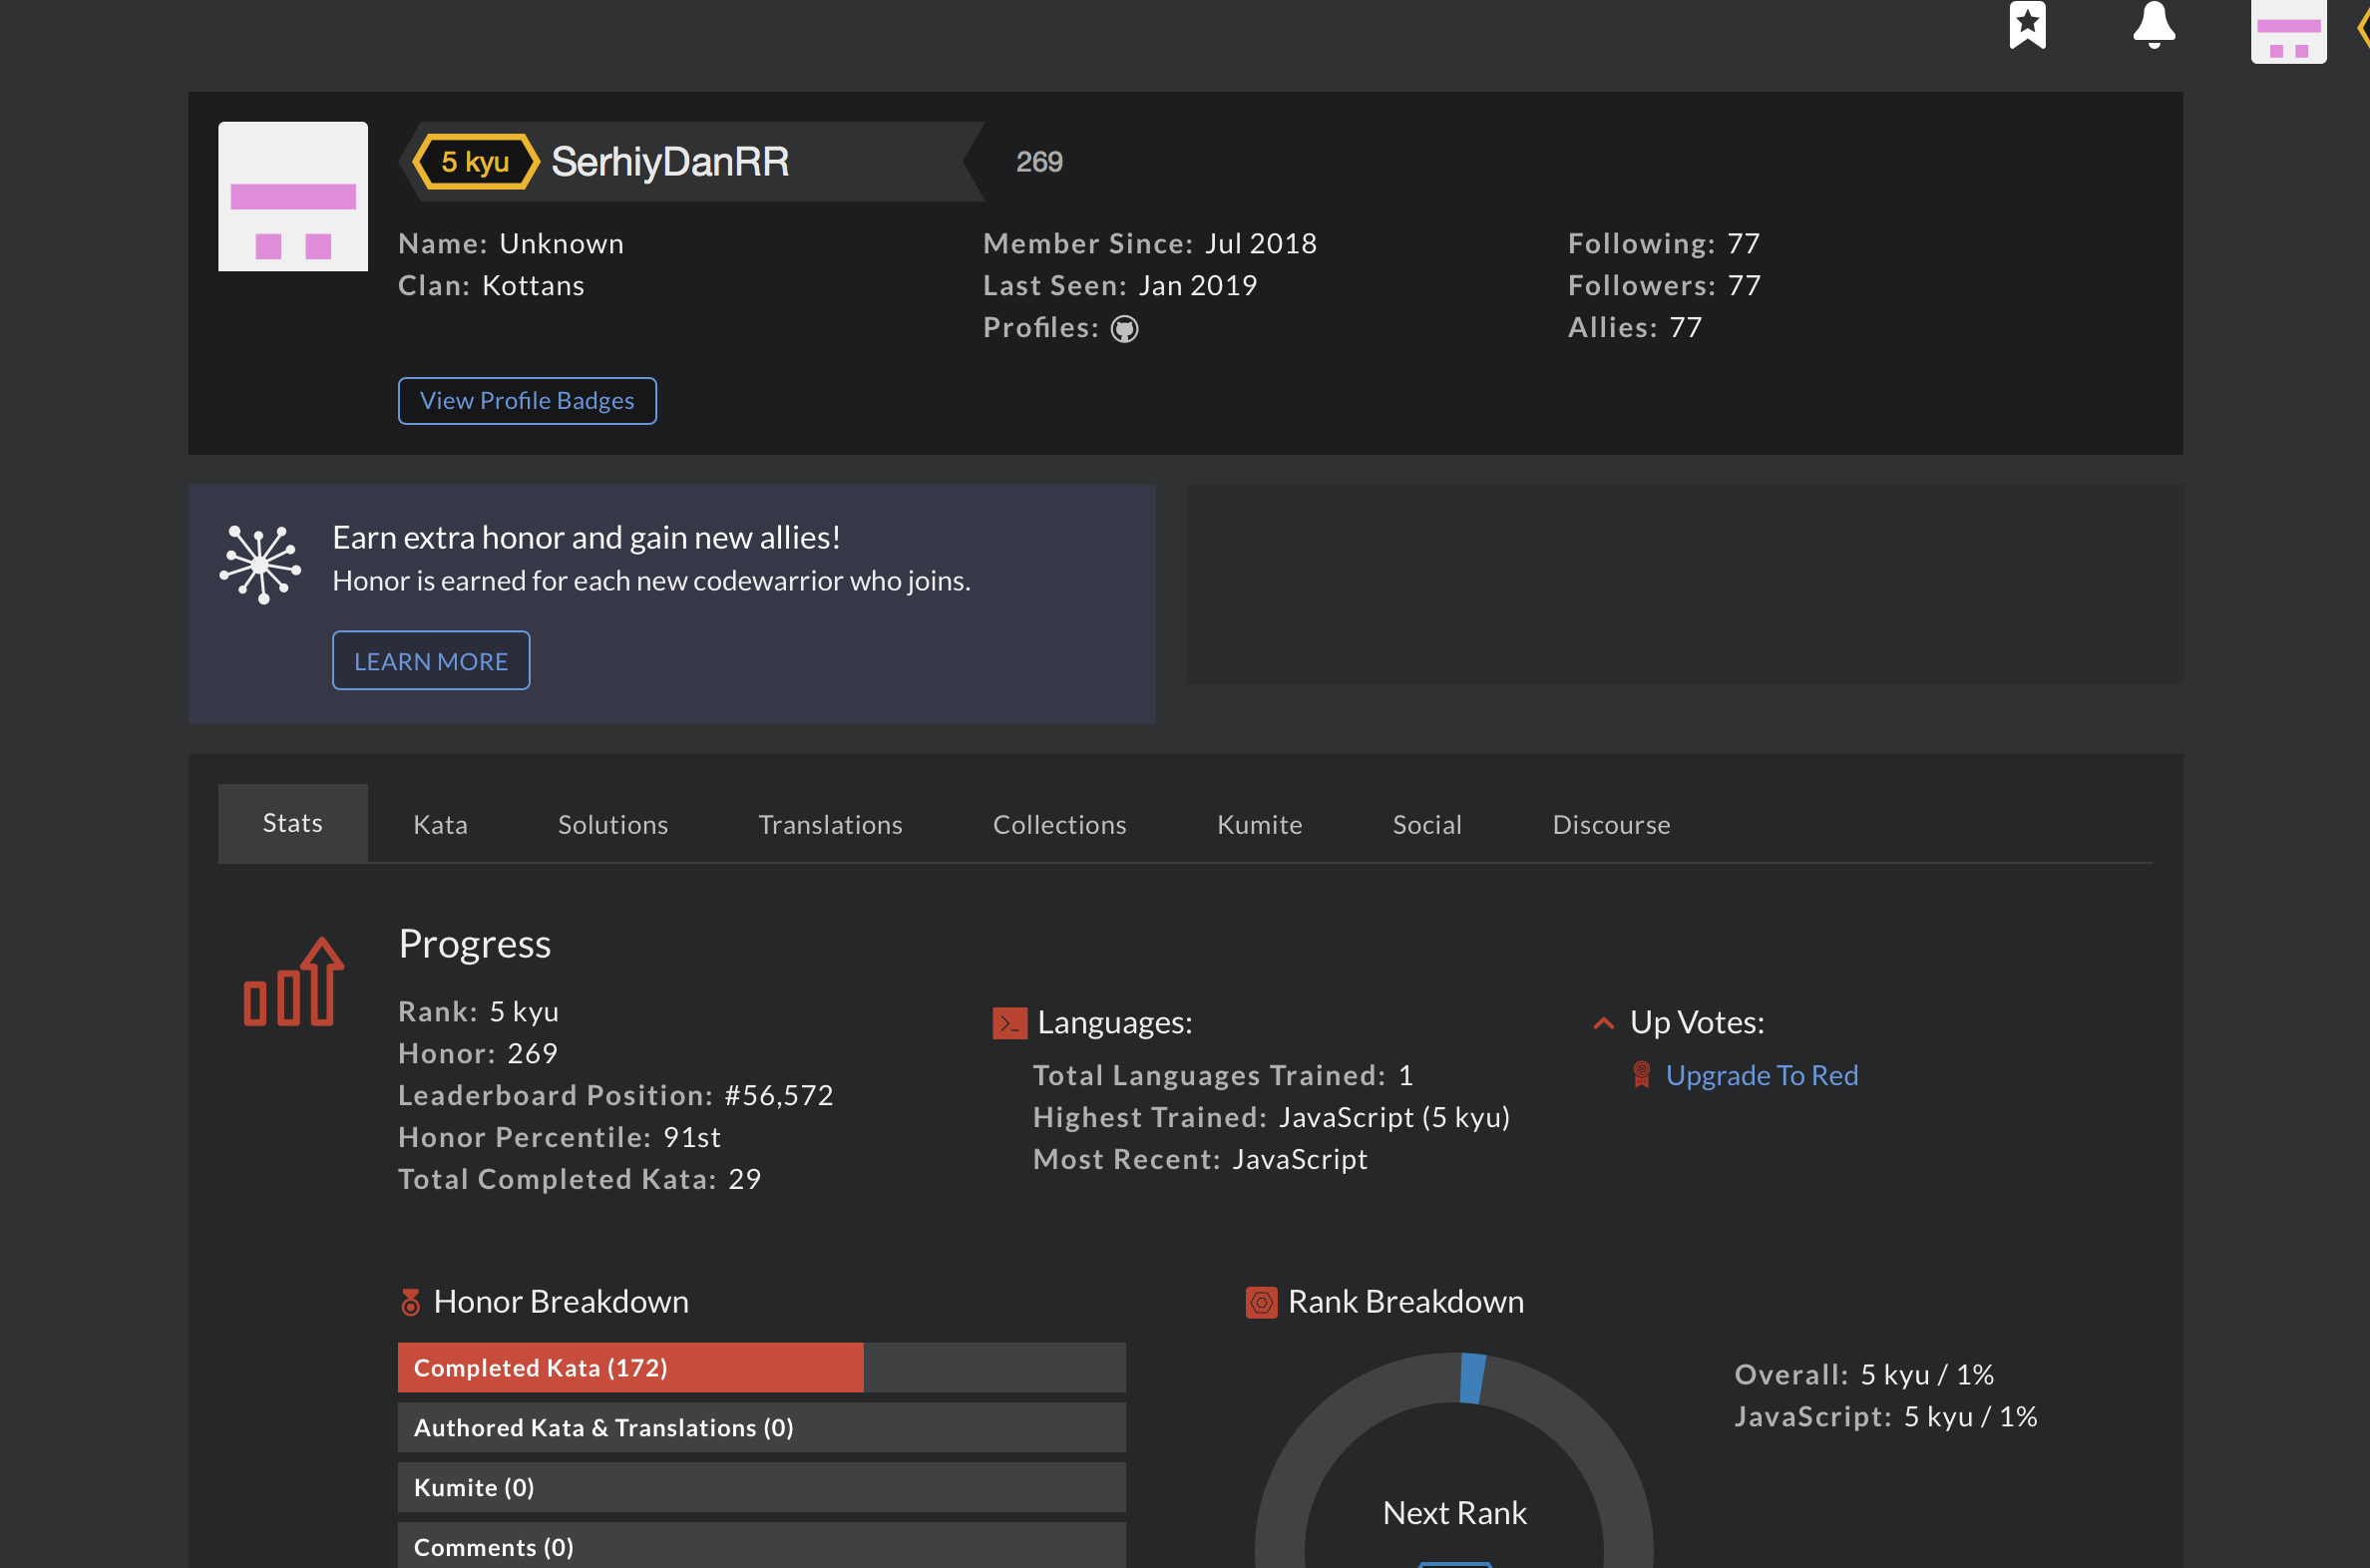 5 kyu SerhiyDanRR 269
Name: Unknown
Clan: Kottans
Member Since: Jul 2018
Last Seen: Jan 2019
Profiles:
Following: 77
Followers: 77
Allies: 77
View Profile Badges
Earn extra honor and gain new allies!
Honor is earned for each new codewarrior who joins.
LEARN MORE
Stats Kata Solutions Translations Collections Kumite Social Discourse
Progress
Rank: 5 kyu
Honor: 269
Leaderboard Position: #56,572
Honor Percentile: 91st
Total Completed Kata: 29
Languages:
Total Languages Trained: 1
Highest Trained: JavaScript (5 kyu)
Most Recent: JavaScript
Up Votes:
Upgrade To Red
Honor Breakdown
Completed Kata (172)
Authored Kata & Translations (0)
Kumite (0)
Comments (0)
Rank Breakdown
Next Rank
Overall: 5 kyu / 1%
JavaScript: 5 kyu / 1%